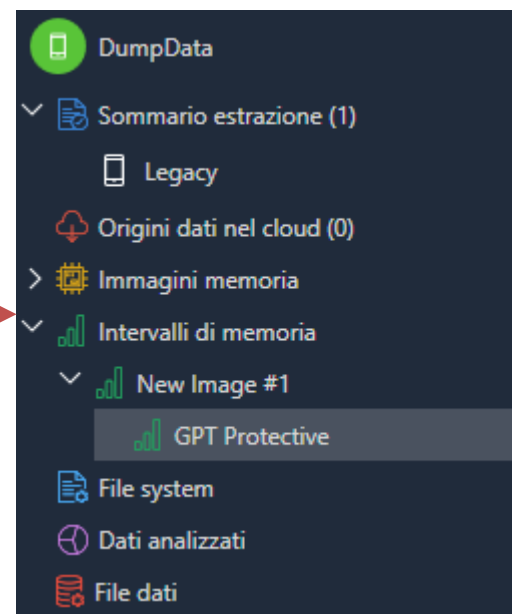 DumpData
Sommario estrazione (1)
Legacy
Origini dati nel cloud (0)
Immagini memoria
Intervalli di memoria
New Image #1
GPT Protective
File system
Dati analizzati
File dati